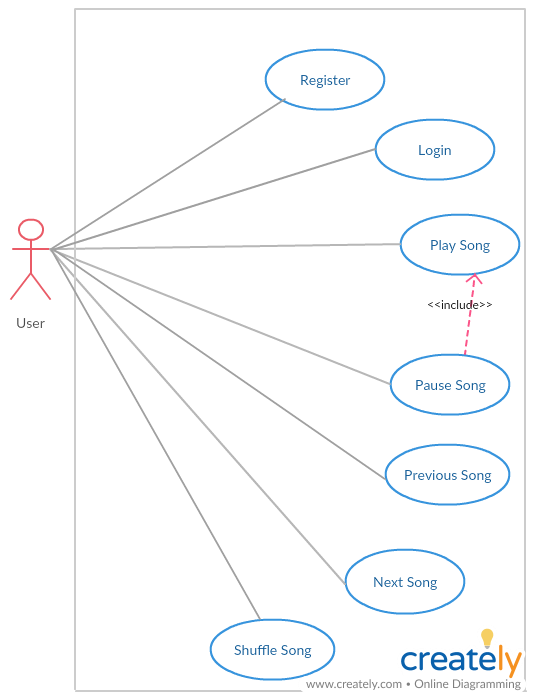 Register
Login
Play Song
<<include>>
User
Pause Song
Previous Song
Next Song
Shuffle Song
creately
www.creately.com • Online Diagramming